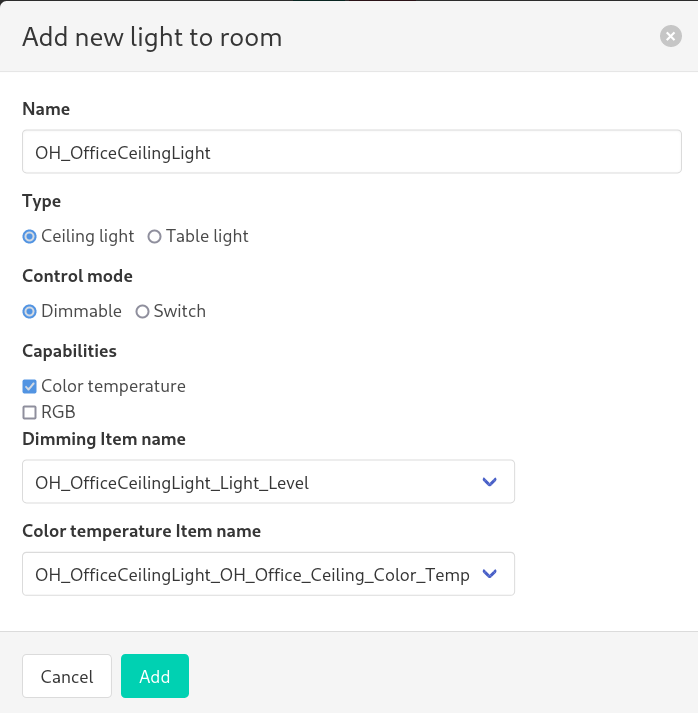 Add new light to room
Name
OH_OfficeCeilingLight
Type
Ceiling light Table light
Control mode
Dimmable Switch
Capabilities
Color temperature
RGB
Dimming Item name
OH_OfficeCeilingLight_Light_Level
Color temperature Item name
OH_OfficeCeilingLight_OH_Office_Ceiling_Color_Temp
Cancel Add